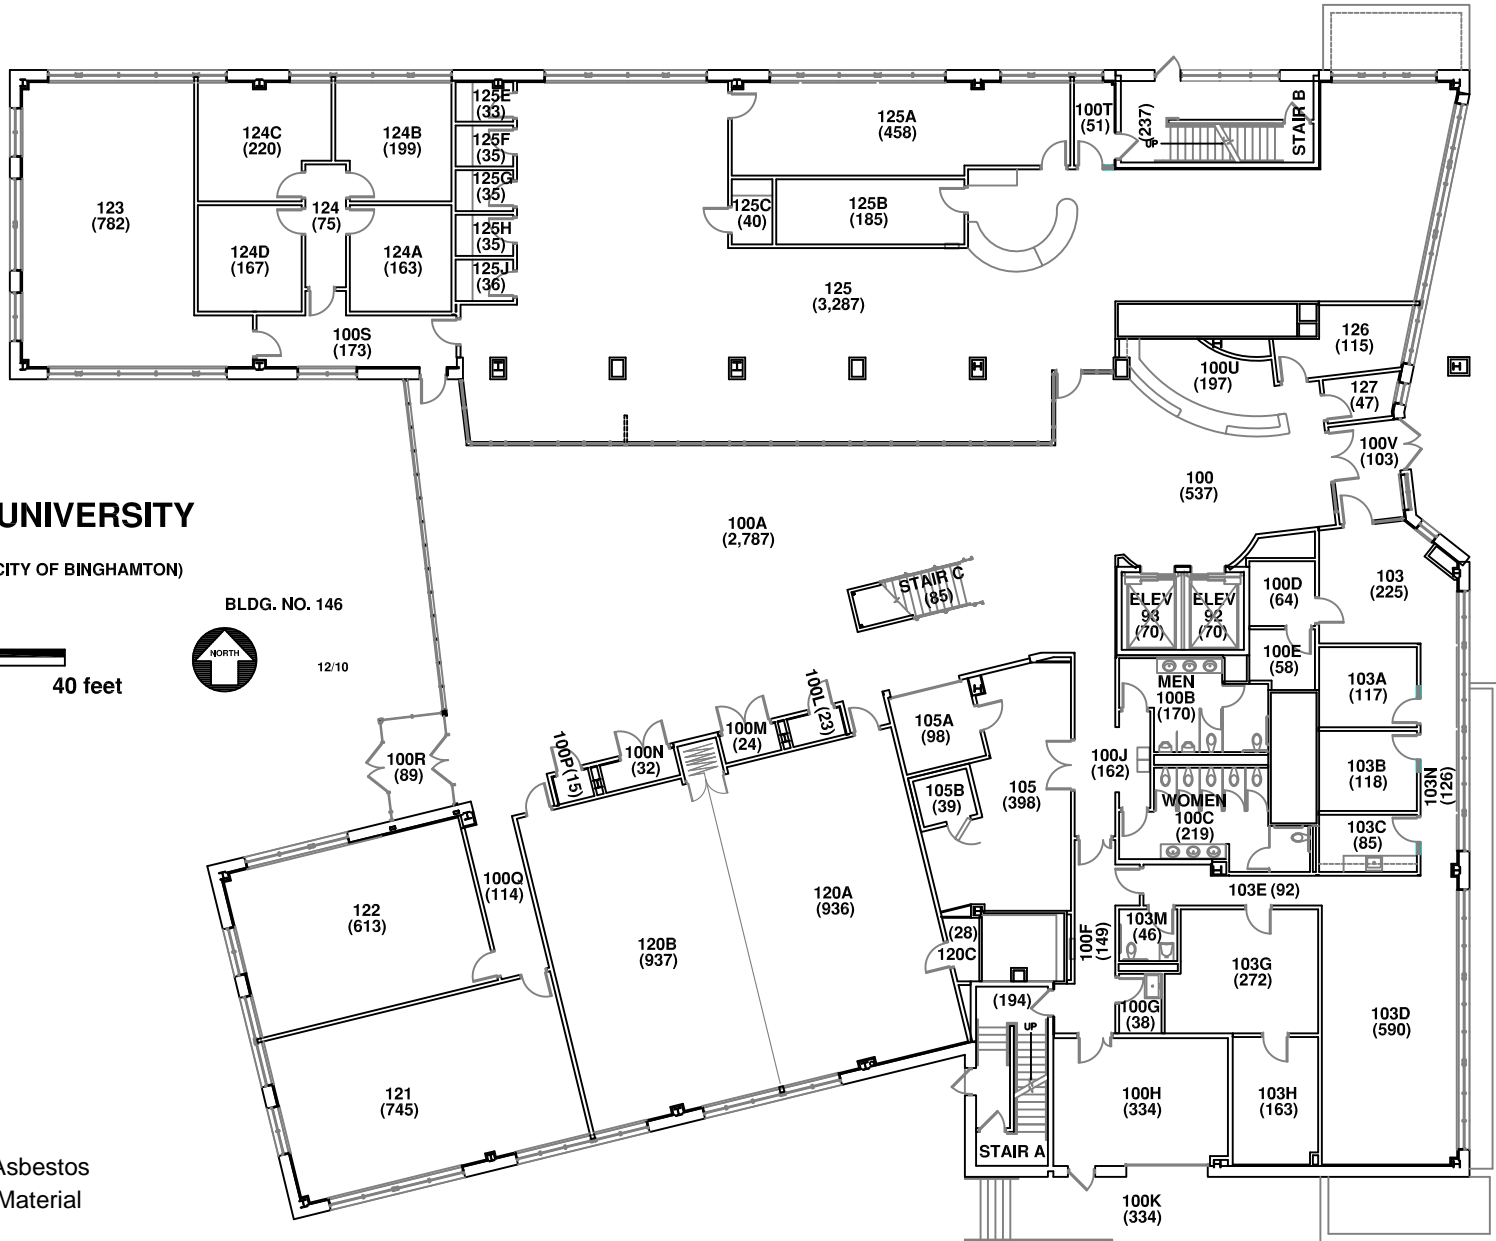 125E
(33)
125F
(35)
125G
(35)
125H
(35)
125J
(36)
124C
(220)
124B
(199)
124
(75)
124D
(167)
124A
(163)
123
(782)
100S
(173)
125A
(458)
100T
(51)
(237)
UP
STAIR B
125C
(40)
125B
(185)
125
(3,287)
126
(115)
100U
(197)
127
(47)
100V
(103)
100
(537)
100A
(2,787)
UNIVERSITY
CITY OF BINGHAMTON)
BLDG. NO. 146
NORTH
12/10
40 feet
STAIR C
(85)
ELEV
93
(70)
ELEV
92
(70)
100D
(64)
103
(225)
100E
(58)
MEN
100B
(170)
103A
(117)
100L (23)
100M
(24)
100N
(32)
100P (15)
100R
(89)
105A
(98)
105B
(39)
105
(398)
100J
(162)
WOMEN
100C
(219)
103B
(118)
103N
(126)
103C
(85)
100Q
(114)
122
(613)
120A
(936)
120B
(937)
(28)
120C
100F
(149)
103E (92)
103M
(46)
103G
(272)
100G
(38)
103D
(590)
(194)
UP
121
(745)
100H
(334)
103H
(163)
STAIR A
100K
(334)
Asbestos
Material